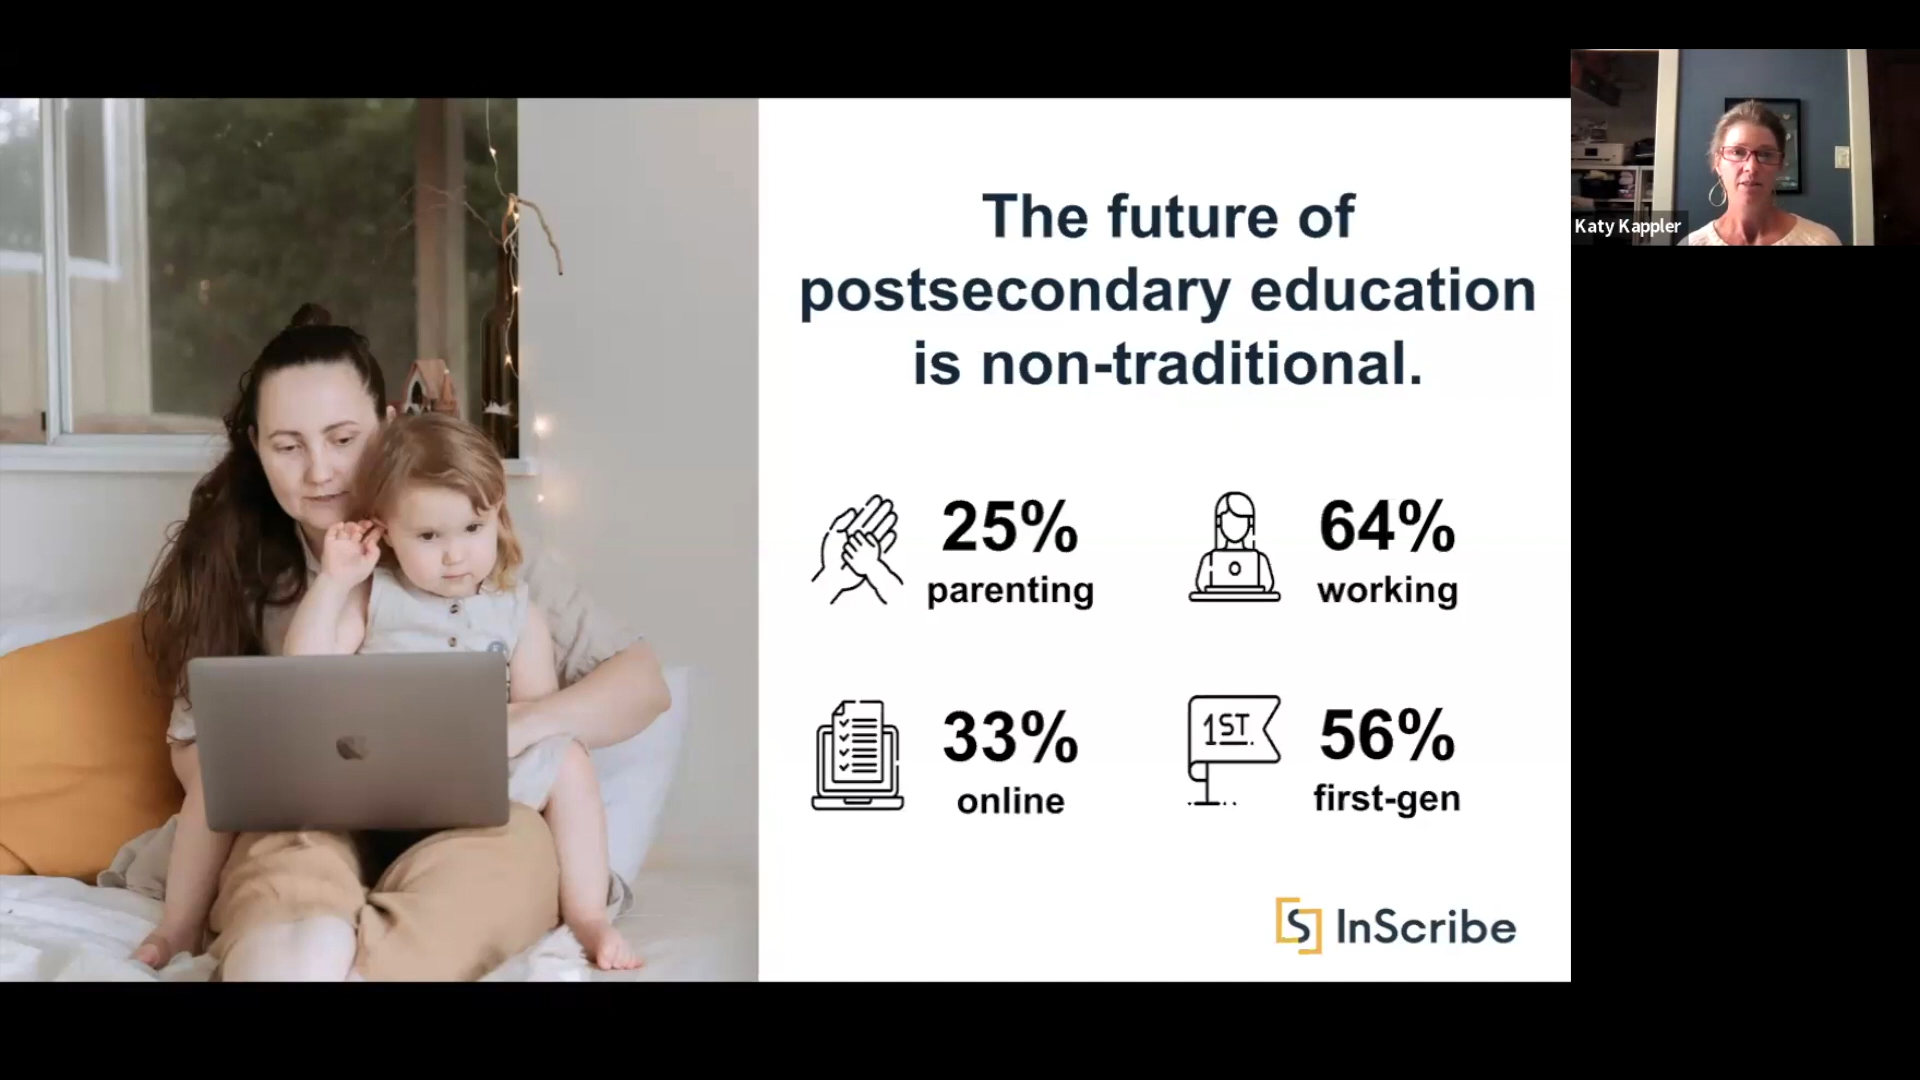 The future of
postsecondary education
is non-traditional.
25%
parenting
64%
working
33%
online
1ST
56%
first-gen
InScribe
Katy Kappler